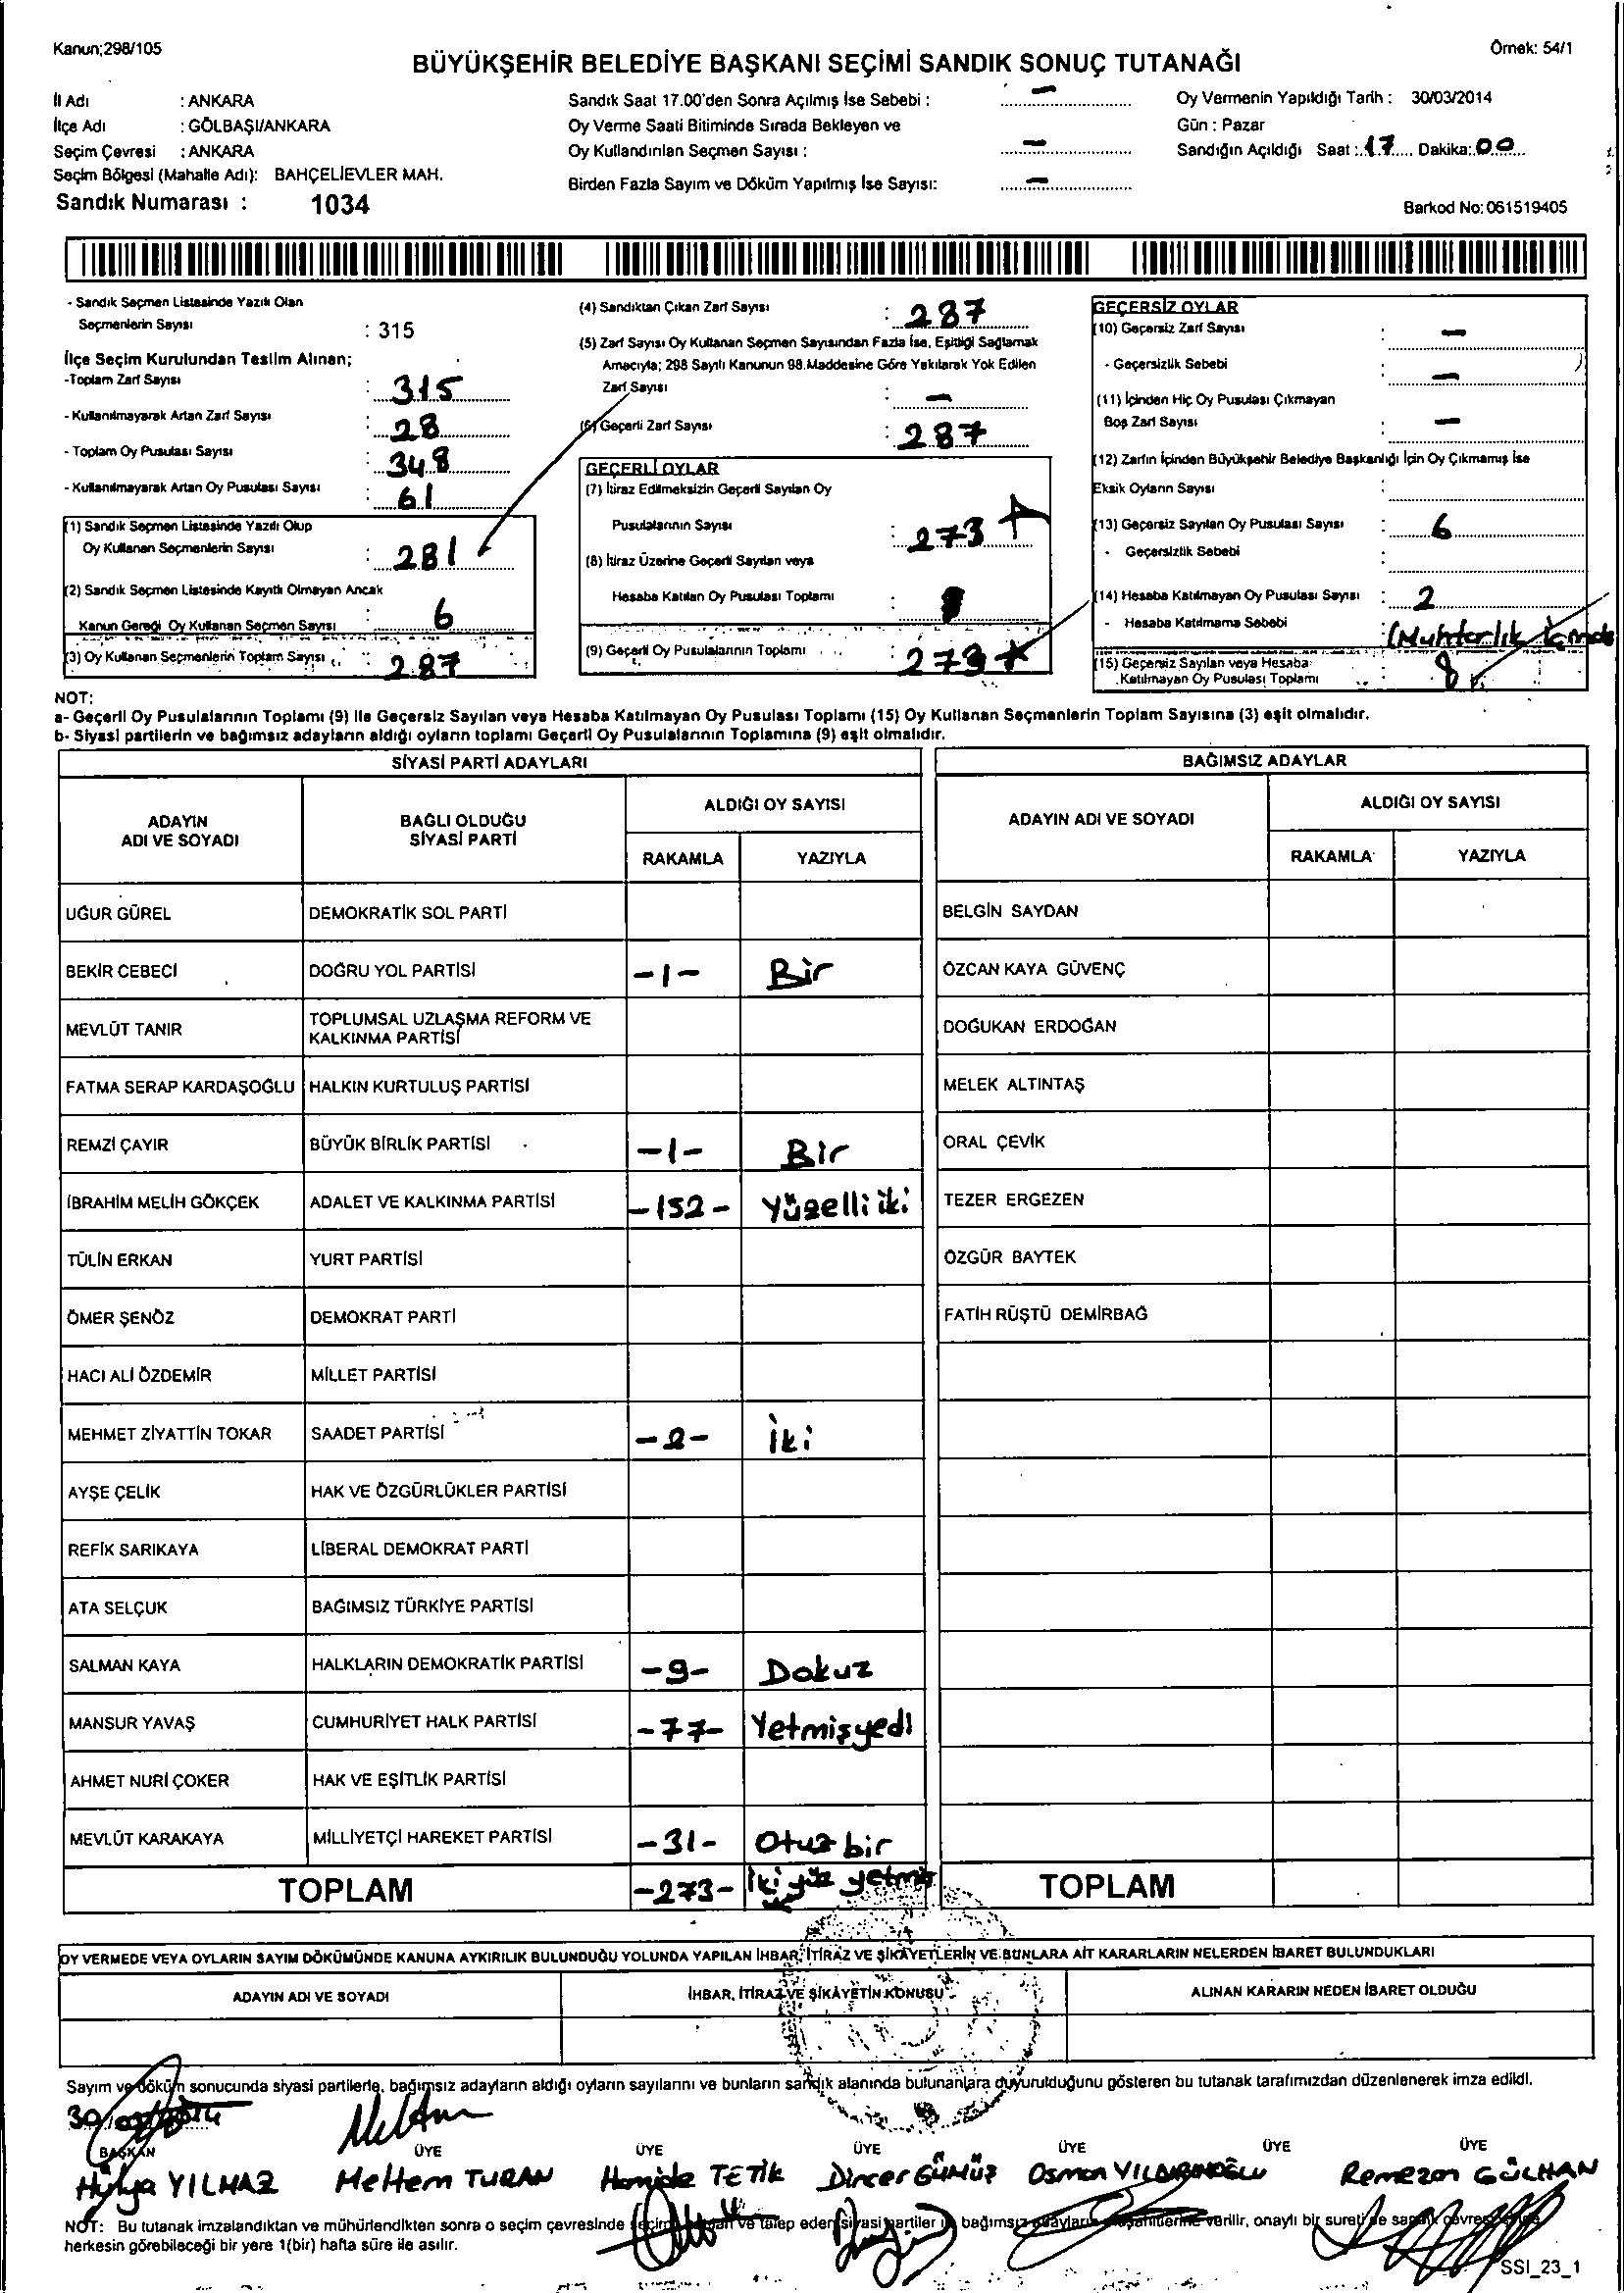 Kanun;298/105
Örnek: 54/1
BÜYÜKŞEHİR BELEDİYE BAŞKANI SEÇİMİ SANDIK SONUÇ TUTANAĞI
İl Adı : ANKARA
İlçe Adı : GÖLBAŞI/ANKARA
Seçim Çevresi : ANKARA
Seçim Bölgesi (Mahalle Adı): BAHÇELİEVLER MAH.
Sandık Numarası : 1034
Sandık Saat 17.00'den Sonra Açılmış İse Sebebi : –
Oy Verme Saati Bitiminde Sırada Bekleyen ve
Oy Kullandırılan Seçmen Sayısı : –
Birden Fazla Sayım ve Döküm Yapılmış İse Sayısı: –
Oy Vermenin Yapıldığı Tarih : 30/03/2014
Gün : Pazar
Sandığın Açıldığı Saat : 17 Dakika: 00
Barkod No: 061519405
- Sandık Seçmen Listesinde Yazılı Olan
Seçmenlerin Sayısı : 315
İlçe Seçim Kurulundan Teslim Alınan;
-Toplam Zarf Sayısı : 315
- Kullanılmayarak Artan Zarf Sayısı : 28
- Toplam Oy Pusulası Sayısı : 348
- Kullanılmayarak Artan Oy Pusulası Sayısı : 61
(1) Sandık Seçmen Listesinde Yazılı Olup
Oy Kullanan Seçmenlerin Sayısı : 281
(2) Sandık Seçmen Listesinde Kayıtlı Olmayan Ancak
Kanun Gereği Oy Kullanan Seçmen Sayısı : 6
(3) Oy Kullanan Seçmenlerin Toplam Sayısı : 287
(4) Sandıktan Çıkan Zarf Sayısı : 287
(5) Zarf Sayısı Oy Kullanan Seçmen Sayısından Fazla İse, Eşitliği Sağlamak
Amacıyla; 298 Sayılı Kanunun 98.Maddesine Göre Yakılarak Yok Edilen
Zarf Sayısı : –
(6) Geçerli Zarf Sayısı : 287
GEÇERLİ OYLAR
(7) İtiraz Edilmeksizin Geçerli Sayılan Oy
Pusulalarının Sayısı : 273
(8) İtiraz Üzerine Geçerli Sayılan veya
Hesaba Katılan Oy Pusulası Toplamı :
(9) Geçerli Oy Pusulalarının Toplamı : 279
GEÇERSİZ OYLAR
(10) Geçersiz Zarf Sayısı : –
- Geçersizlik Sebebi : –
(11) İçinden Hiç Oy Pusulası Çıkmayan
Boş Zarf Sayısı : –
(12) Zarfın İçinden Büyükşehir Belediye Başkanlığı İçin Oy Çıkmamış İse
Eksik Oyların Sayısı :
(13) Geçersiz Sayılan Oy Pusulası Sayısı : 6
- Geçersizlik Sebebi :
(14) Hesaba Katılmayan Oy Pusulası Sayısı : 2
- Hesaba Katılmama Sebebi : (Muhtarlık
(15) Geçersiz Sayılan veya Hesaba
Katılmayan Oy Pusulası Toplamı : 8
NOT:
a- Geçerli Oy Pusulalarının Toplamı (9) ile Geçersiz Sayılan veya Hesaba Katılmayan Oy Pusulası Toplamı (15) Oy Kullanan Seçmenlerin Toplam Sayısına (3) eşit olmalıdır.
b- Siyasi partilerin ve bağımsız adayların aldığı oyların toplamı Geçerli Oy Pusulalarının Toplamına (9) eşit olmalıdır.
SİYASİ PARTİ ADAYLARI
BAĞIMSIZ ADAYLAR
ADAYIN ADI VE SOYADI
BAĞLI OLDUĞU SİYASİ PARTİ
ALDIĞI OY SAYISI
RAKAMLA YAZIYLA
ADAYIN ADI VE SOYADI
ALDIĞI OY SAYISI
RAKAMLA YAZIYLA
UĞUR GÜREL DEMOKRATİK SOL PARTİ BELGİN SAYDAN
BEKİR CEBECİ DOĞRU YOL PARTİSİ -1- Bir ÖZCAN KAYA GÜVENÇ
MEVLÜT TANIR TOPLUMSAL UZLAŞMA REFORM VE KALKINMA PARTİSİ DOĞUKAN ERDOĞAN
FATMA SERAP KARDAŞOĞLU HALKIN KURTULUŞ PARTİSİ MELEK ALTINTAŞ
REMZİ ÇAYIR BÜYÜK BİRLİK PARTİSİ -1- Bir ORAL ÇEVİK
İBRAHİM MELİH GÖKÇEK ADALET VE KALKINMA PARTİSİ -152- Yüzelli iki TEZER ERGEZEN
TÜLİN ERKAN YURT PARTİSİ ÖZGÜR BAYTEK
ÖMER ŞENÖZ DEMOKRAT PARTİ FATİH RÜŞTÜ DEMİRBAĞ
HACI ALİ ÖZDEMİR MİLLET PARTİSİ
MEHMET ZİYATTİN TOKAR SAADET PARTİSİ -2- İki
AYŞE ÇELİK HAK VE ÖZGÜRLÜKLER PARTİSİ
REFİK SARIKAYA LİBERAL DEMOKRAT PARTİ
ATA SELÇUK BAĞIMSIZ TÜRKİYE PARTİSİ
SALMAN KAYA HALKLARIN DEMOKRATİK PARTİSİ -9- Dokuz
MANSUR YAVAŞ CUMHURİYET HALK PARTİSİ -77- Yetmişyedi
AHMET NURİ ÇOKER HAK VE EŞİTLİK PARTİSİ
MEVLÜT KARAKAYA MİLLİYETÇİ HAREKET PARTİSİ -31- Otuz bir
TOPLAM -273- iki yüz yetmiş TOPLAM
OY VERMEDE VEYA OYLARIN SAYIM DÖKÜMÜNDE KANUNA AYKIRILIK BULUNDUĞU YOLUNDA YAPILAN İHBAR, İTİRAZ VE ŞİKAYETLERİN VE BUNLARA AİT KARARLARIN NELERDEN İBARET BULUNDUKLARI
ADAYIN ADI VE SOYADI İHBAR, İTİRAZ VE ŞİKAYETİN KONUSU ALINAN KARARIN NEDEN İBARET OLDUĞU
Sayım ve döküm sonucunda siyasi partilerle, bağımsız adayların aldığı oyların sayılarını ve bunların sandık alanında bulunanlara duyurulduğunu gösteren bu tutanak tarafımızdan düzenlenerek imza edildi.
BAŞKAN ÜYE ÜYE ÜYE ÜYE ÜYE ÜYE
Hülya YILMAZ Meltem TURAN Hamide TETİK Dinçer GÜMÜŞ Osman Ramazan GÜLHAN
NOT: Bu tutanak imzalandıktan ve mühürlendikten sonra o seçim çevresinde ve talep eden siyasi partiler bağımsız verilir, onaylı bir sureti de sandık
herkesin görebileceği bir yere 1(bir) hafta süre ile asılır.
SSI_23_1